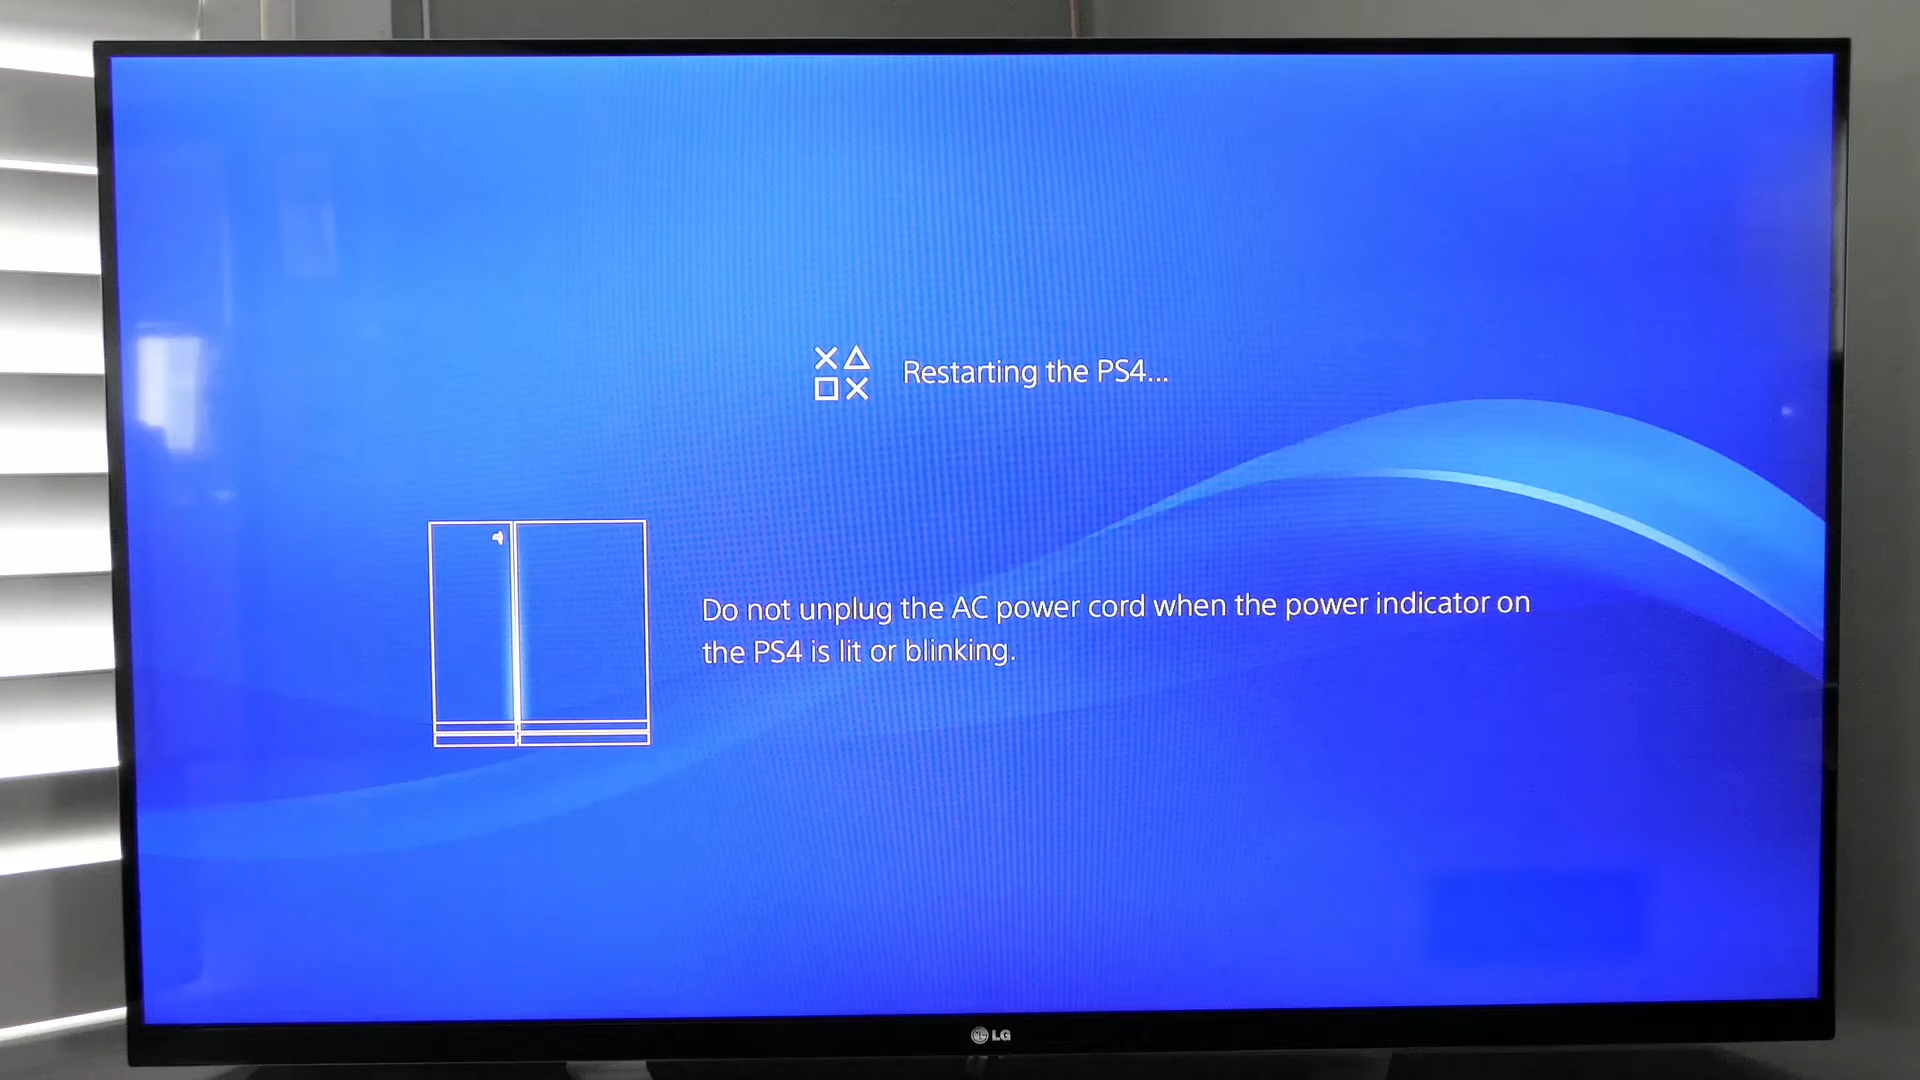 Restarting the PS4...
Do not unplug the AC power cord when the power indicator on
the PS4 is lit or blinking.
LG